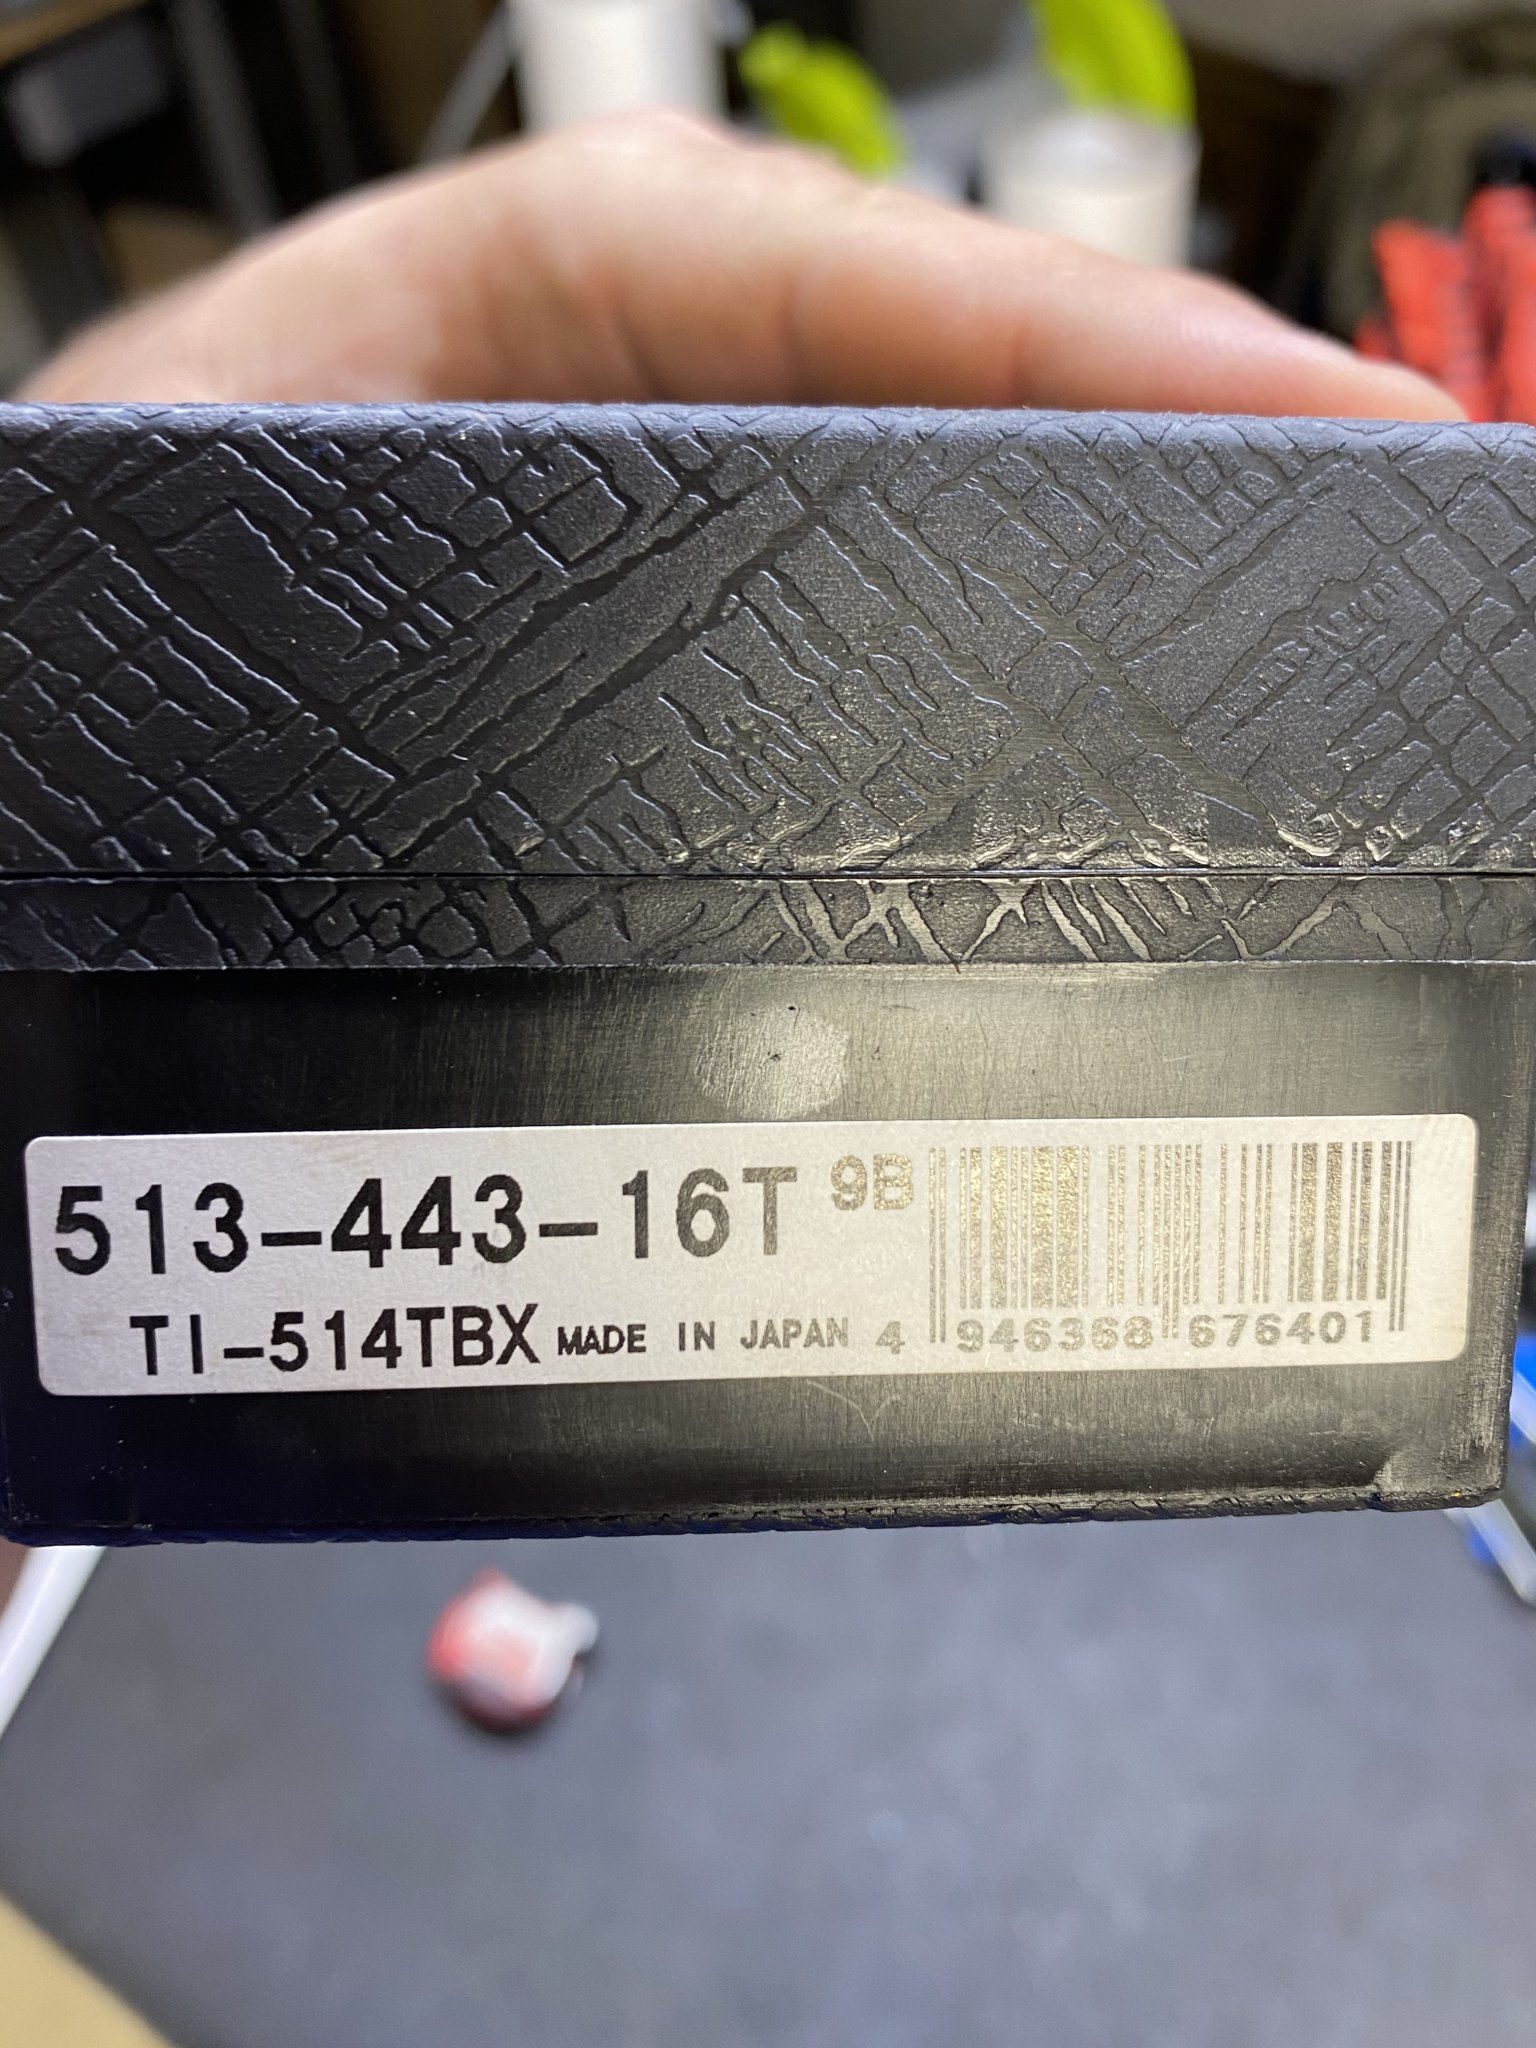 513-443-16T 9B
TI-514TBX MADE IN JAPAN 4 946368 676401